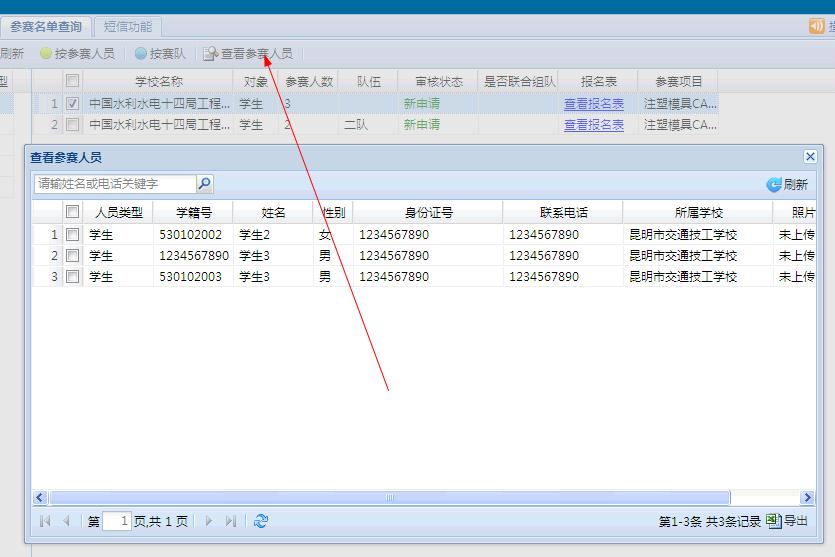 参赛名单查询 短信功能
刷新 按参赛人员 按赛队 查看参赛人员
型 学校名称 对象 参赛人数 队伍 审核状态 是否联合组队 报名表 参赛项目
1 中国水利水电十四局工程... 学生 3 新申请 查看报名表 注塑模具CA...
2 中国水利水电十四局工程... 学生 2 二队 新申请 查看报名表 注塑模具CA...
查看参赛人员
请输姓名或电话关键字 刷新
人员类型 学籍号 姓名 性别 身份证号 联系电话 所属学校 照片
1 学生 530102002 学生2 女 1234567890 1234567890 昆明市交通技工学校 未上传
2 学生 1234567890 学生3 男 1234567890 1234567890 昆明市交通技工学校 未上传
3 学生 530102003 学生3 男 1234567890 1234567890 昆明市交通技工学校 未上传
第 1 页,共 1 页 第1-3条 共3条记录 导出